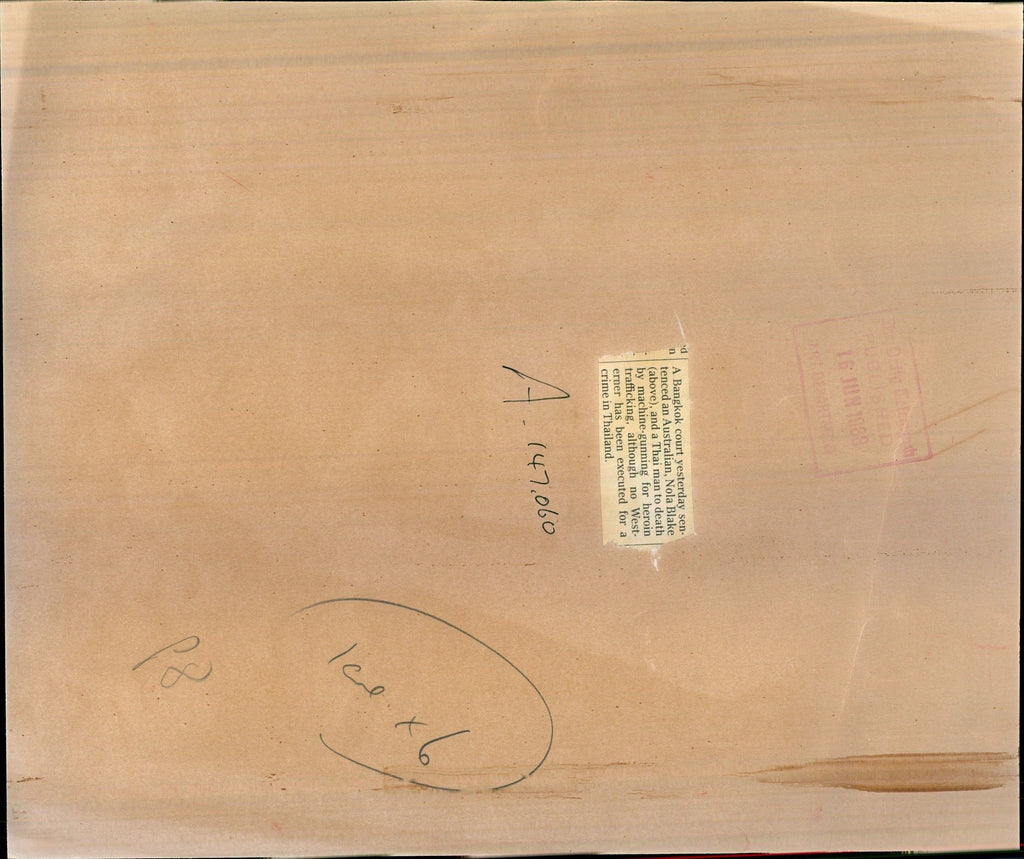 A Bangkok court yesterday sen-
tenced an Australian, Nola Blake
(above), and a Thai man to death
by machine-gunning for heroin
trafficking, although no West-
erner has been executed for a
crime in Thailand.
A - 147.060
16 JUN 1988
x 6
P8